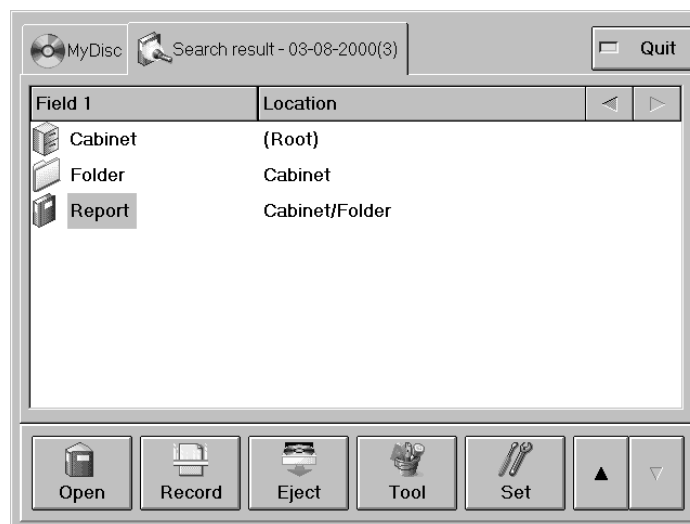 MyDisc Search result - 03-08-2000(3) Quit
Field 1 Location
Cabinet (Root)
Folder Cabinet
Report Cabinet/Folder
Open Record Eject Tool Set